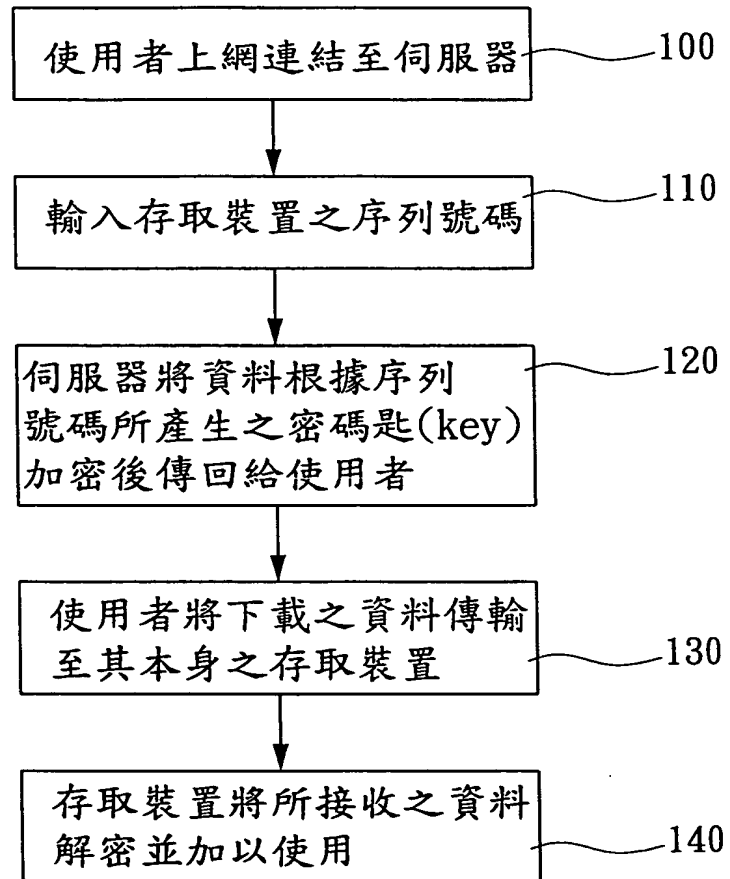 使用者上網連結至伺服器
100
輸入存取裝置之序列號碼
110
伺服器將資料根據序列
號碼所產生之密碼匙(key)
加密後傳回給使用者
120
使用者將下載之資料傳輸
至其本身之存取裝置
130
存取裝置將所接收之資料
解密並加以使用
140